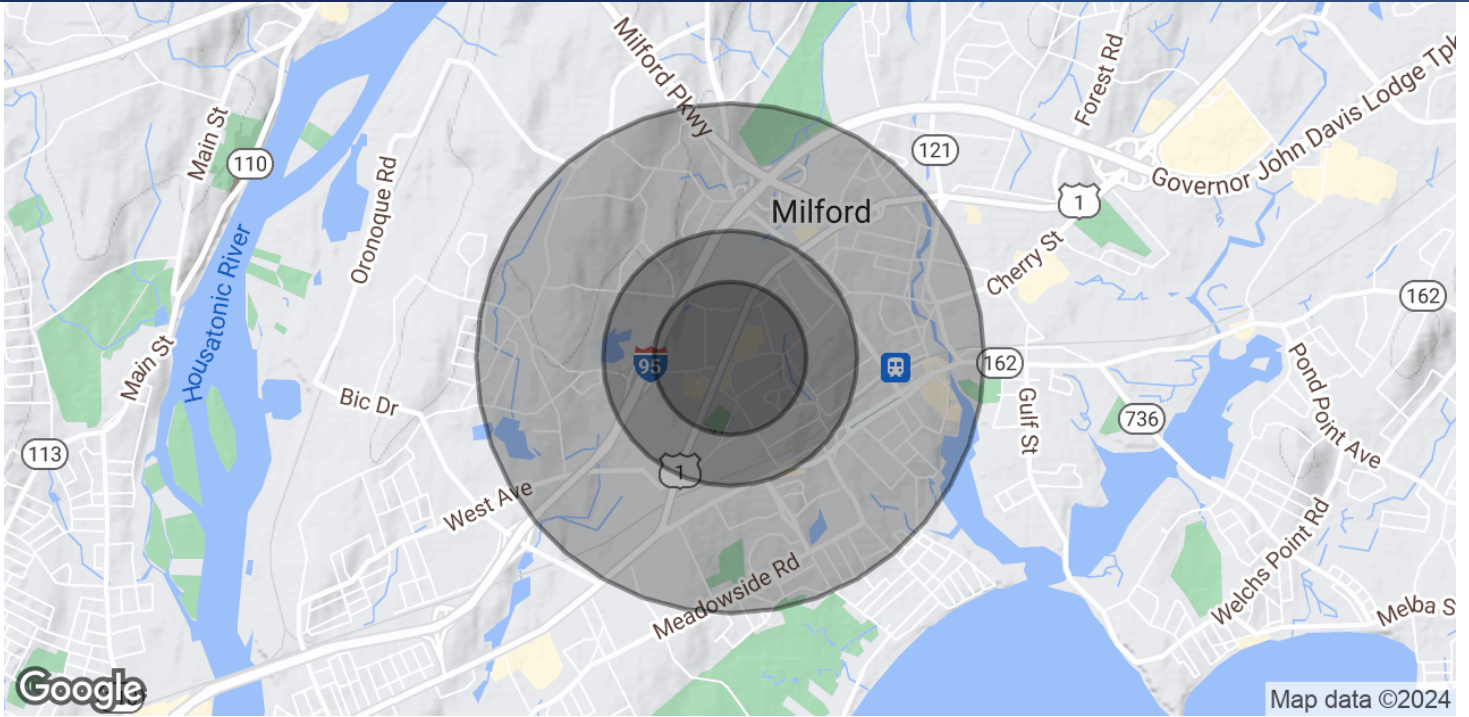 Milford Pkwy
Forest Rd
Governor John Davis Lodge Tpk
Main St
110
121
Oronoque Rd
1
Milford
Cherry St
Housatonic River
162
Main St
95
162
Pond Point Ave
Bic Dr
Gulf St
736
113
1
West Ave
Welchs Point Rd
Meadowside Rd
Melba S
Google
Map data ©2024